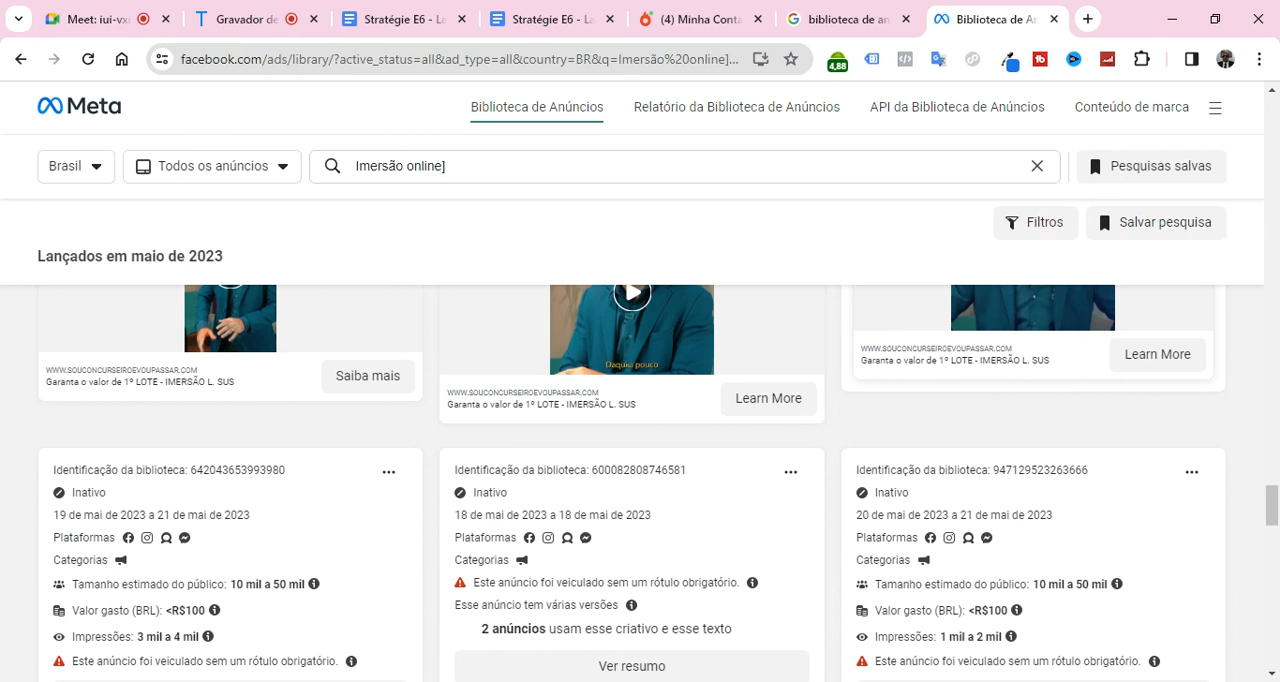 Meet: iui-vx
Gravador de
Stratégie E6 - La
Stratégie E6 - La
(4) Minha Conta
biblioteca de an
Biblioteca de An
facebook.com/ads/library/?active_status=all&ad_type=all&country=BR&q=Imersão%20online]...
4,88
Meta
Biblioteca de Anúncios
Relatório da Biblioteca de Anúncios
API da Biblioteca de Anúncios
Conteúdo de marca
Brasil
Todos os anúncios
Imersão online]
Pesquisas salvas
Filtros
Salvar pesquisa
Lançados em maio de 2023
Daquia pouco
WWW.SOUCONCURSEIROEVOUPASSAR.COM
Garanta o valor de 1º LOTE - IMERSÃO L. SUS
Saiba mais
WWW.SOUCONCURSEIROEVOUPASSAR.COM
Garanta o valor de 1º LOTE - IMERSÃO L. SUS
Learn More
WWW.SOUCONCURSEIROEVOUPASSAR.COM
Garanta o valor de 1º LOTE - IMERSÃO L. SUS
Learn More
Identificação da biblioteca: 642043653993980
Inativo
19 de mai de 2023 a 21 de mai de 2023
Plataformas
Categorias
Tamanho estimado do público: 10 mil a 50 mil
Valor gasto (BRL): <R$100
Impressões: 3 mil a 4 mil
Este anúncio foi veiculado sem um rótulo obrigatório.
Identificação da biblioteca: 600082808746581
Inativo
18 de mai de 2023 a 18 de mai de 2023
Plataformas
Categorias
Este anúncio foi veiculado sem um rótulo obrigatório.
Esse anúncio tem várias versões
2 anúncios usam esse criativo e esse texto
Ver resumo
Identificação da biblioteca: 947129523263666
Inativo
20 de mai de 2023 a 21 de mai de 2023
Plataformas
Categorias
Tamanho estimado do público: 10 mil a 50 mil
Valor gasto (BRL): <R$100
Impressões: 1 mil a 2 mil
Este anúncio foi veiculado sem um rótulo obrigatório.